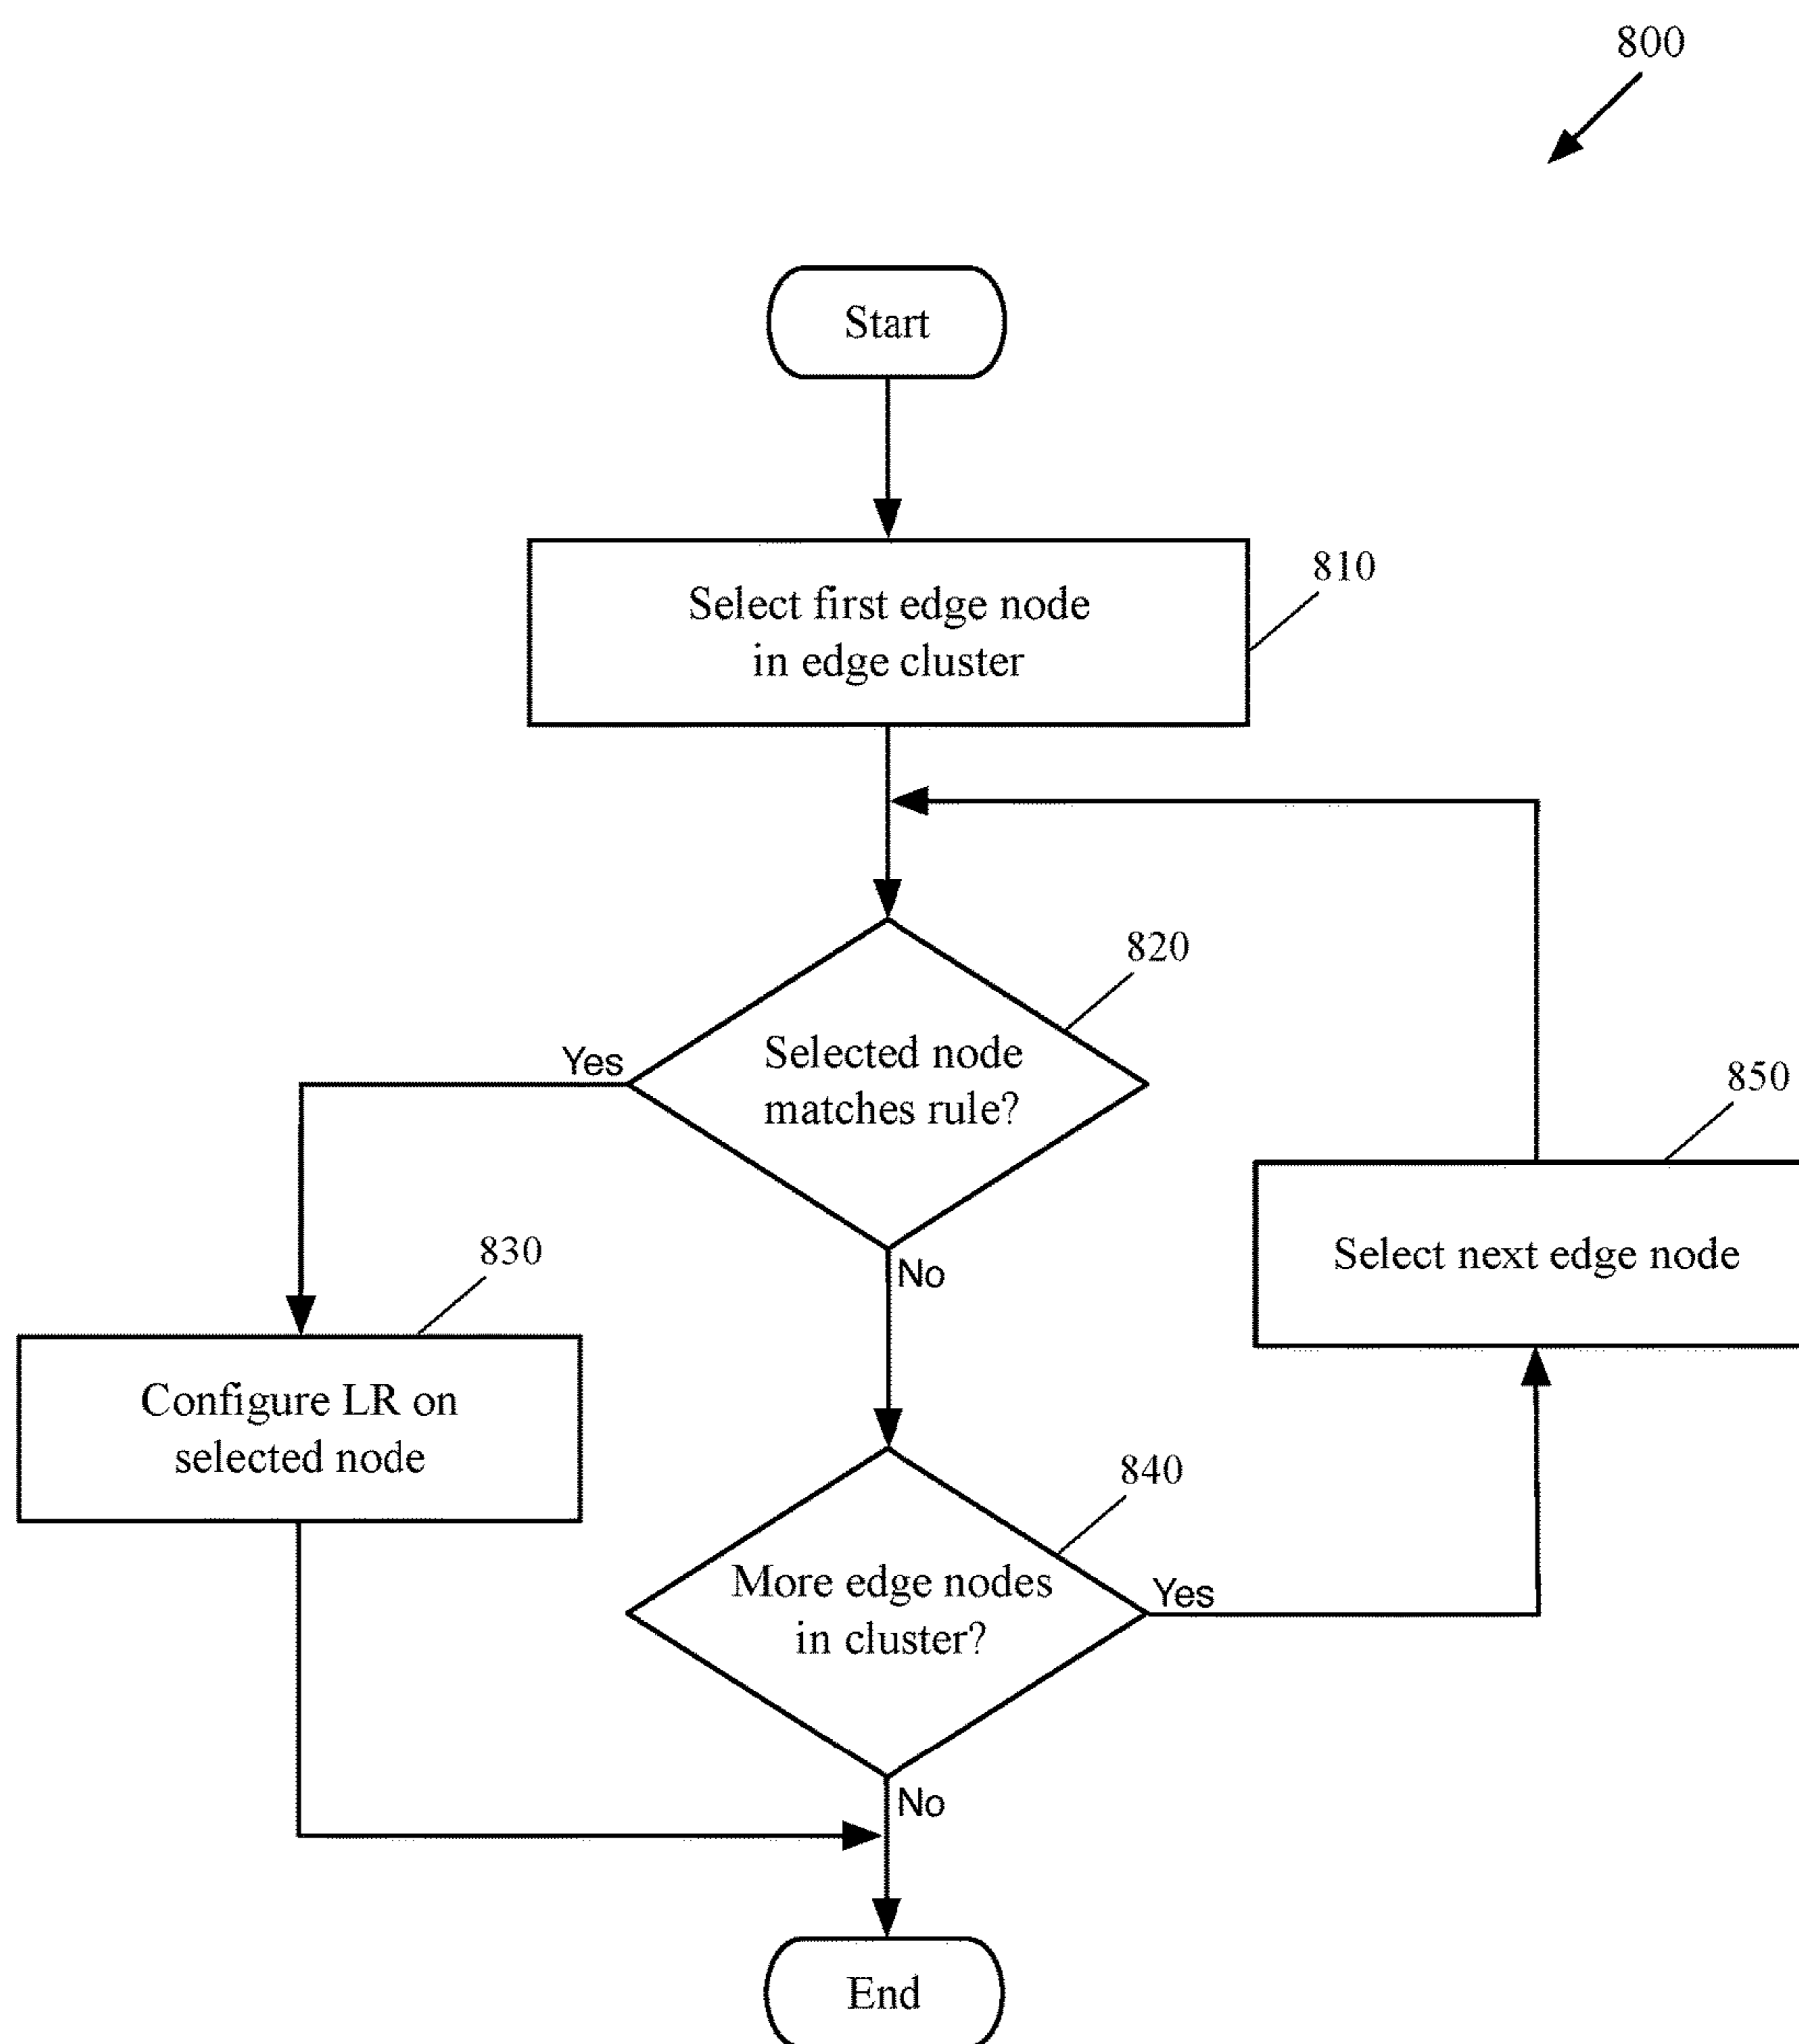 800
Start
810
Select first edge node
in edge cluster
820
Selected node
matches rule?
Yes
No
850
Select next edge node
830
Configure LR on
selected node
840
More edge nodes
in cluster?
Yes
No
End